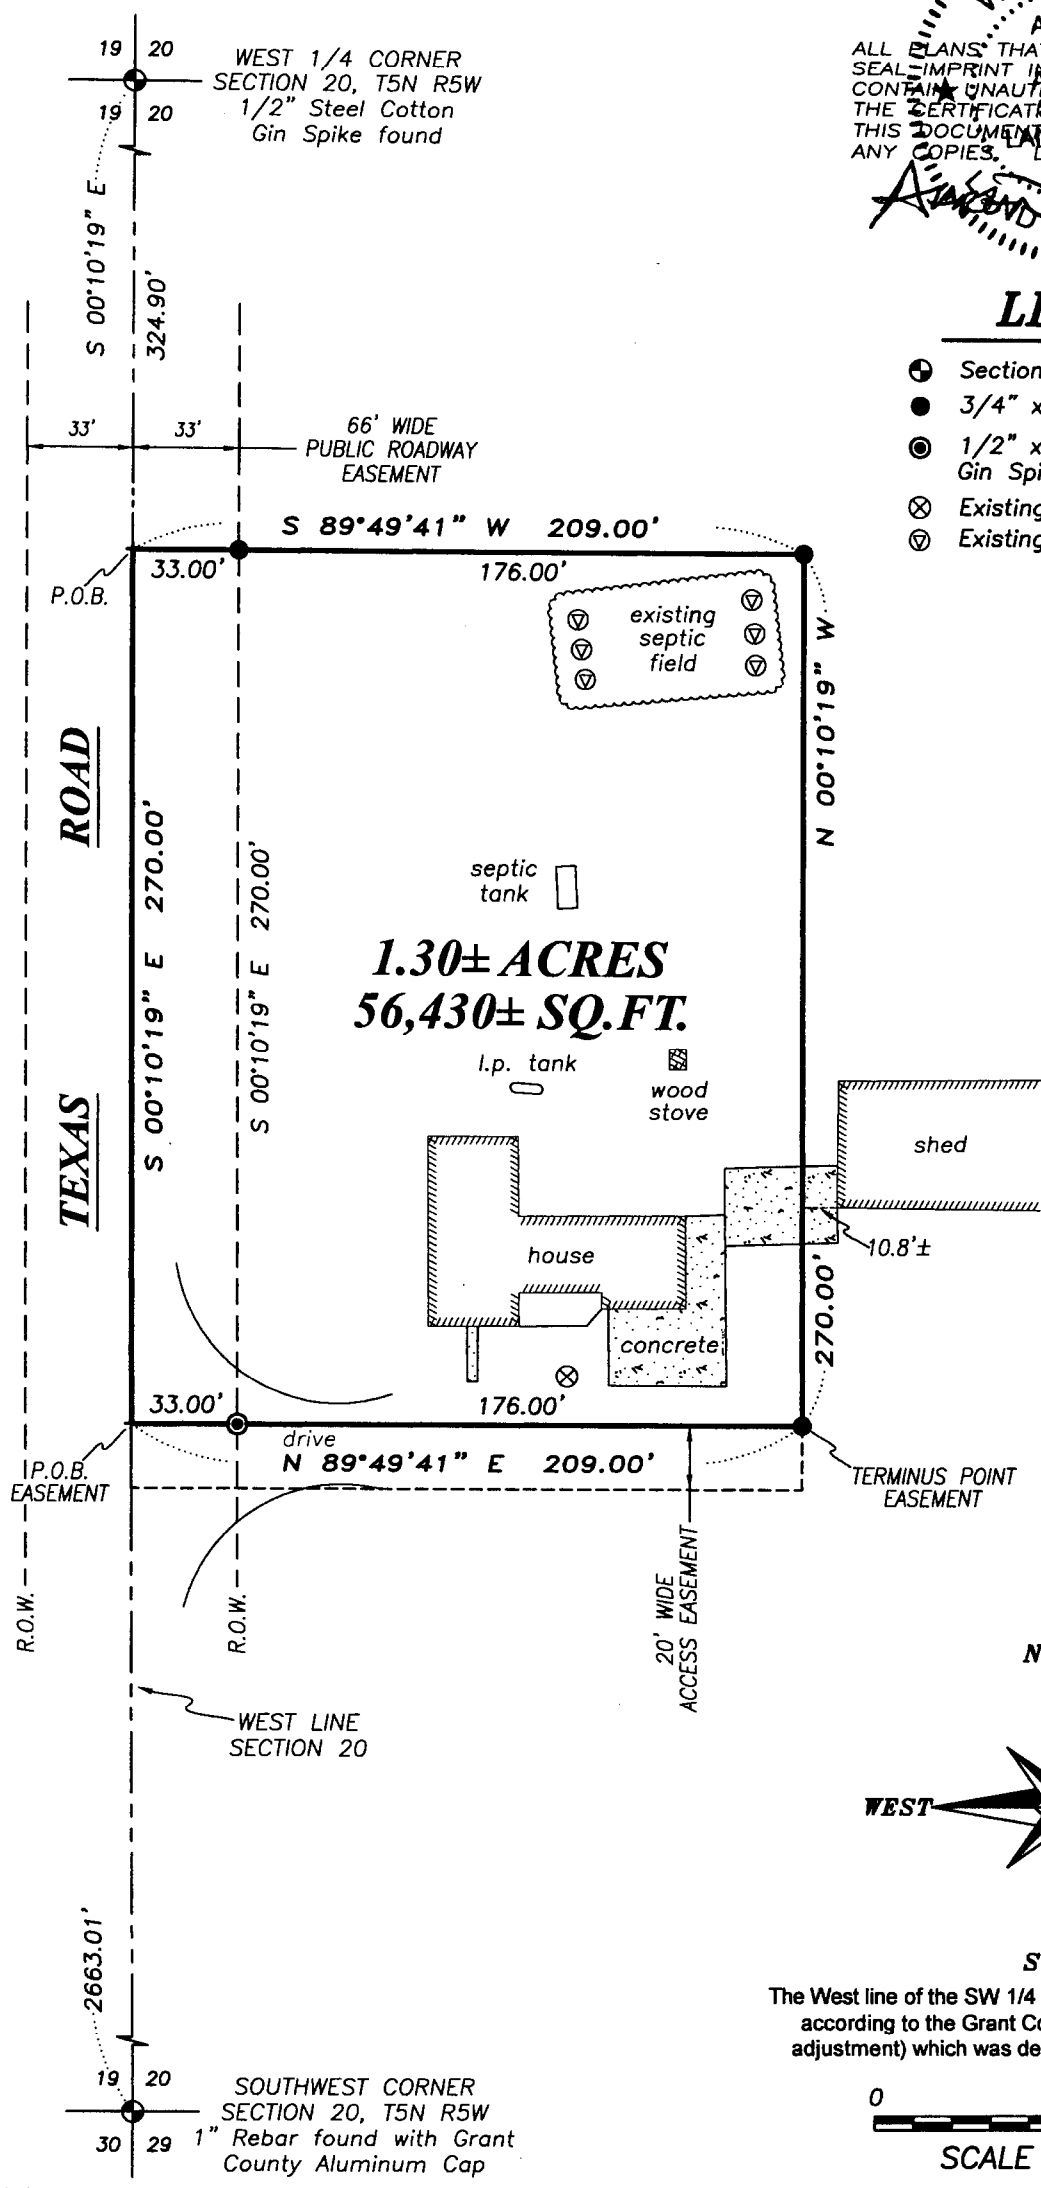 19 20
WEST 1/4 CORNER
SECTION 20, T5N R5W
1/2" Steel Cotton
Gin Spike found
19 20
ALL PLANS THA
SEAL IMPRINT I
CONTAIN UNAUT
THE CERTIFICAT
THIS DOCUMENT
ANY COPIES.
S 00°10'19" E
324.90'
LE
Section
3/4" x
1/2" x
Gin Spi
Existing
Existing
33' 33'
66' WIDE
PUBLIC ROADWAY
EASEMENT
S 89°49'41" W 209.00'
33.00' 176.00'
P.O.B.
existing
septic
field
N 00°10'19" W
270.00'
TEXAS ROAD
S 00°10'19" E 270.00'
S 00°10'19" E 270.00'
septic
tank
1.30± ACRES
56,430± SQ.FT.
l.p. tank
wood
stove
shed
house
10.8'±
concrete
33.00' 176.00'
drive
N 89°49'41" E 209.00'
P.O.B.
EASEMENT
TERMINUS POINT
EASEMENT
20' WIDE
ACCESS EASEMENT
R.O.W.
R.O.W.
WEST LINE
SECTION 20
N
WEST
S
2663.01'
The West line of the SW 1/4
according to the Grant Co
adjustment) which was de
19 20
SOUTHWEST CORNER
SECTION 20, T5N R5W
30 29
1" Rebar found with Grant
County Aluminum Cap
0
SCALE